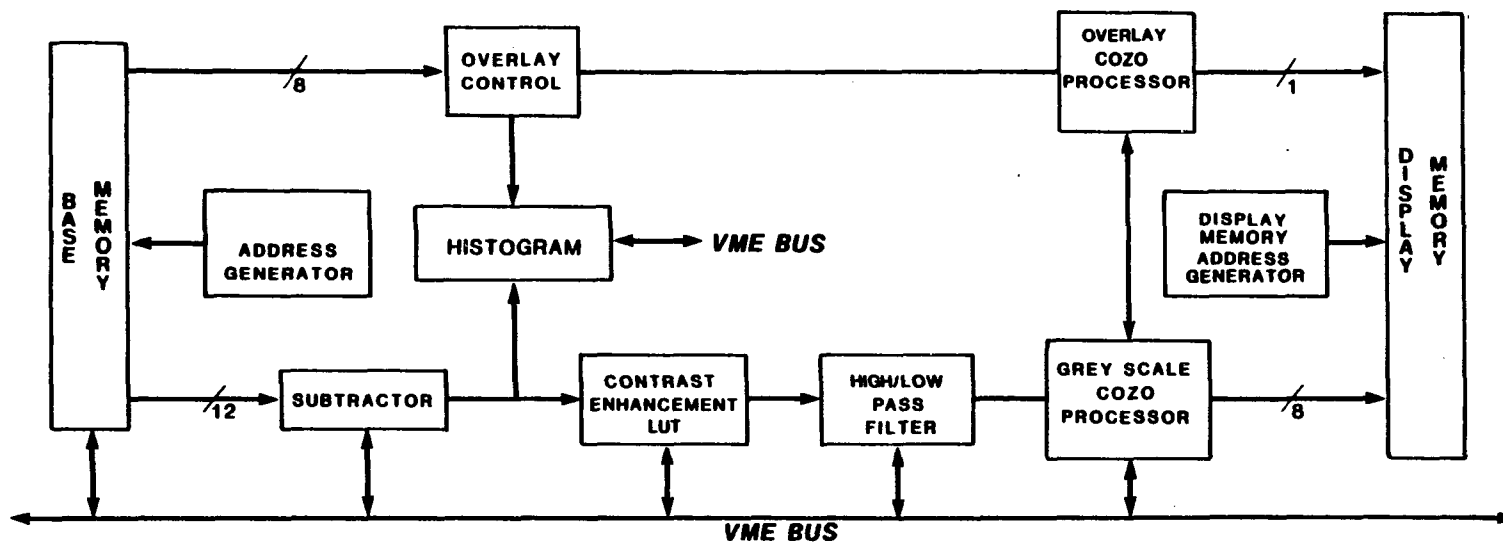 BASE
MEMORY
8
OVERLAY
CONTROL
OVERLAY
COZO
PROCESSOR
1
DISPLAY
MEMORY
ADDRESS
GENERATOR
HISTOGRAM
VME BUS
DISPLAY
MEMORY
ADDRESS
GENERATOR
12
SUBTRACTOR
CONTRAST
ENHANCEMENT
LUT
HIGH/LOW
PASS
FILTER
GREY SCALE
COZO
PROCESSOR
8
VME BUS